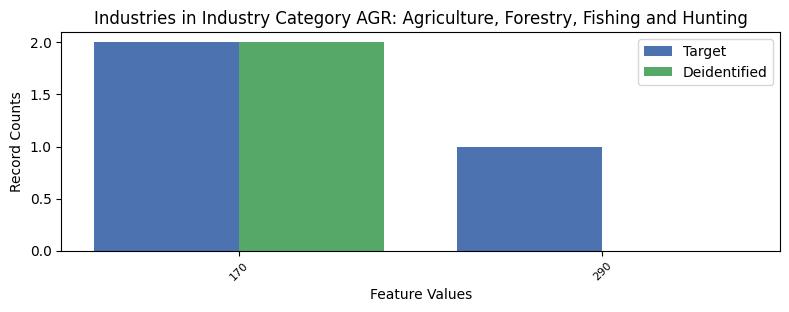 Industries in Industry Category AGR: Agriculture, Forestry, Fishing and Hunting
Target
Deidentified
Record Counts
2.0
1.5
1.0
0.5
0.0
170
290
Feature Values